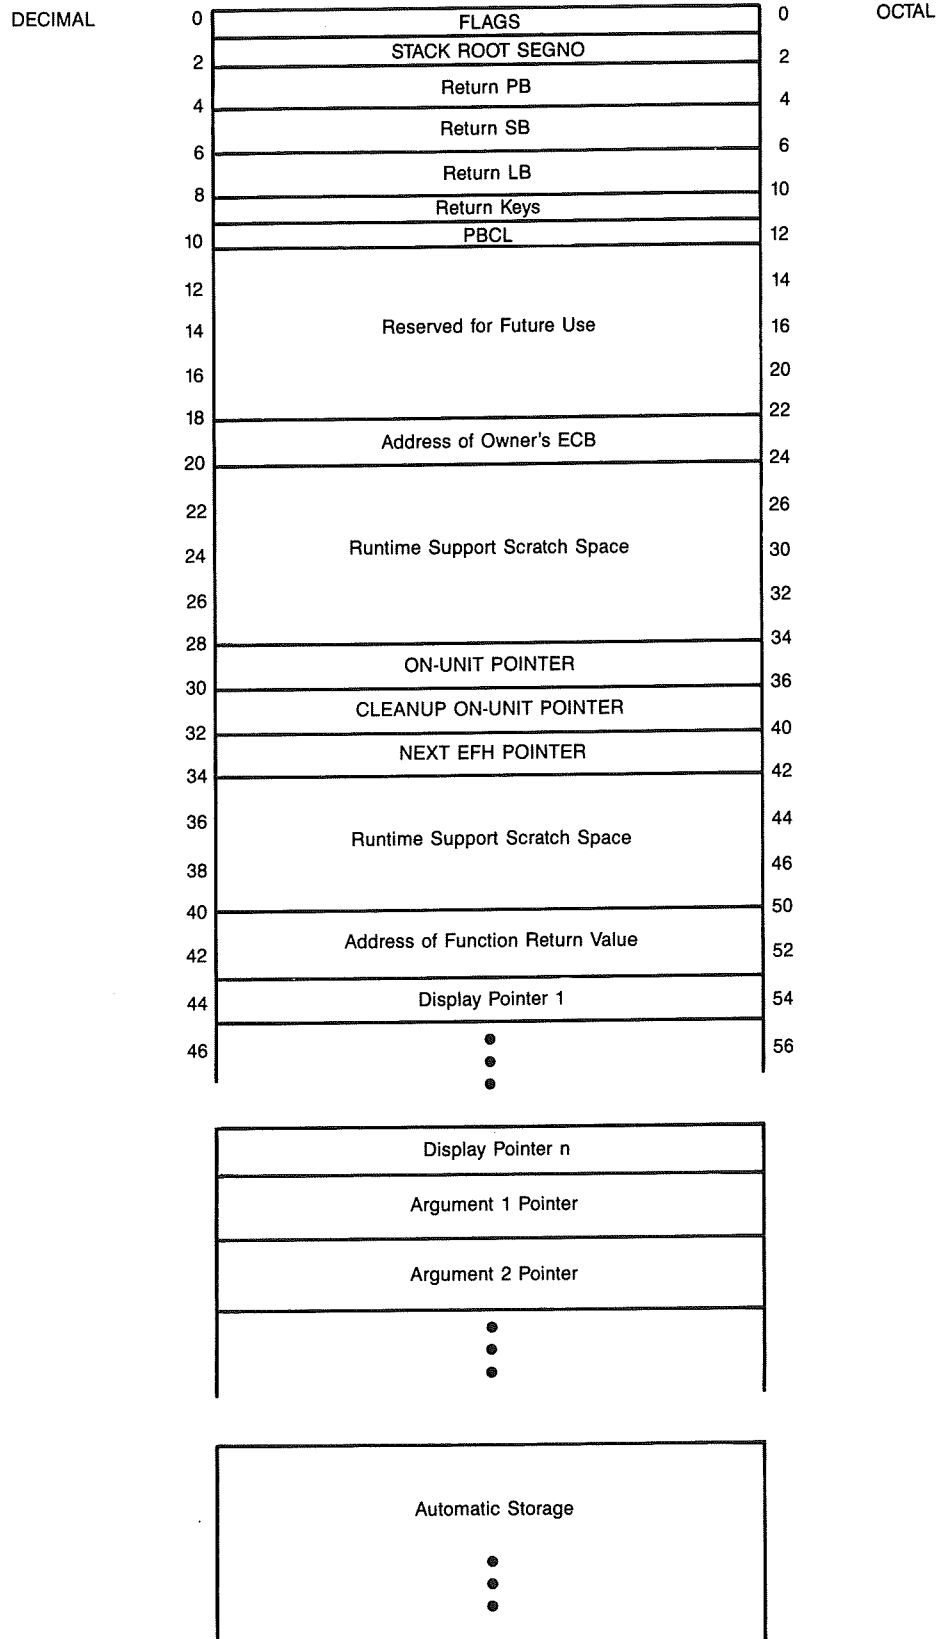 DECIMAL 0 FLAGS 0 OCTAL
STACK ROOT SEGNO
2 2
Return PB
4 4
Return SB
6 6
Return LB
8 10
Return Keys
10 PBCL 12
12 14
14 Reserved for Future Use 16
16 20
18 22
Address of Owner's ECB
20 24
22 26
24 Runtime Support Scratch Space 30
26 32
28 34
ON-UNIT POINTER
30 36
CLEANUP ON-UNIT POINTER
32 40
NEXT EFH POINTER
34 42
36 44
Runtime Support Scratch Space
38 46
40 50
Address of Function Return Value
42 52
44 Display Pointer 1 54
46 56
Display Pointer n
Argument 1 Pointer
Argument 2 Pointer
Automatic Storage